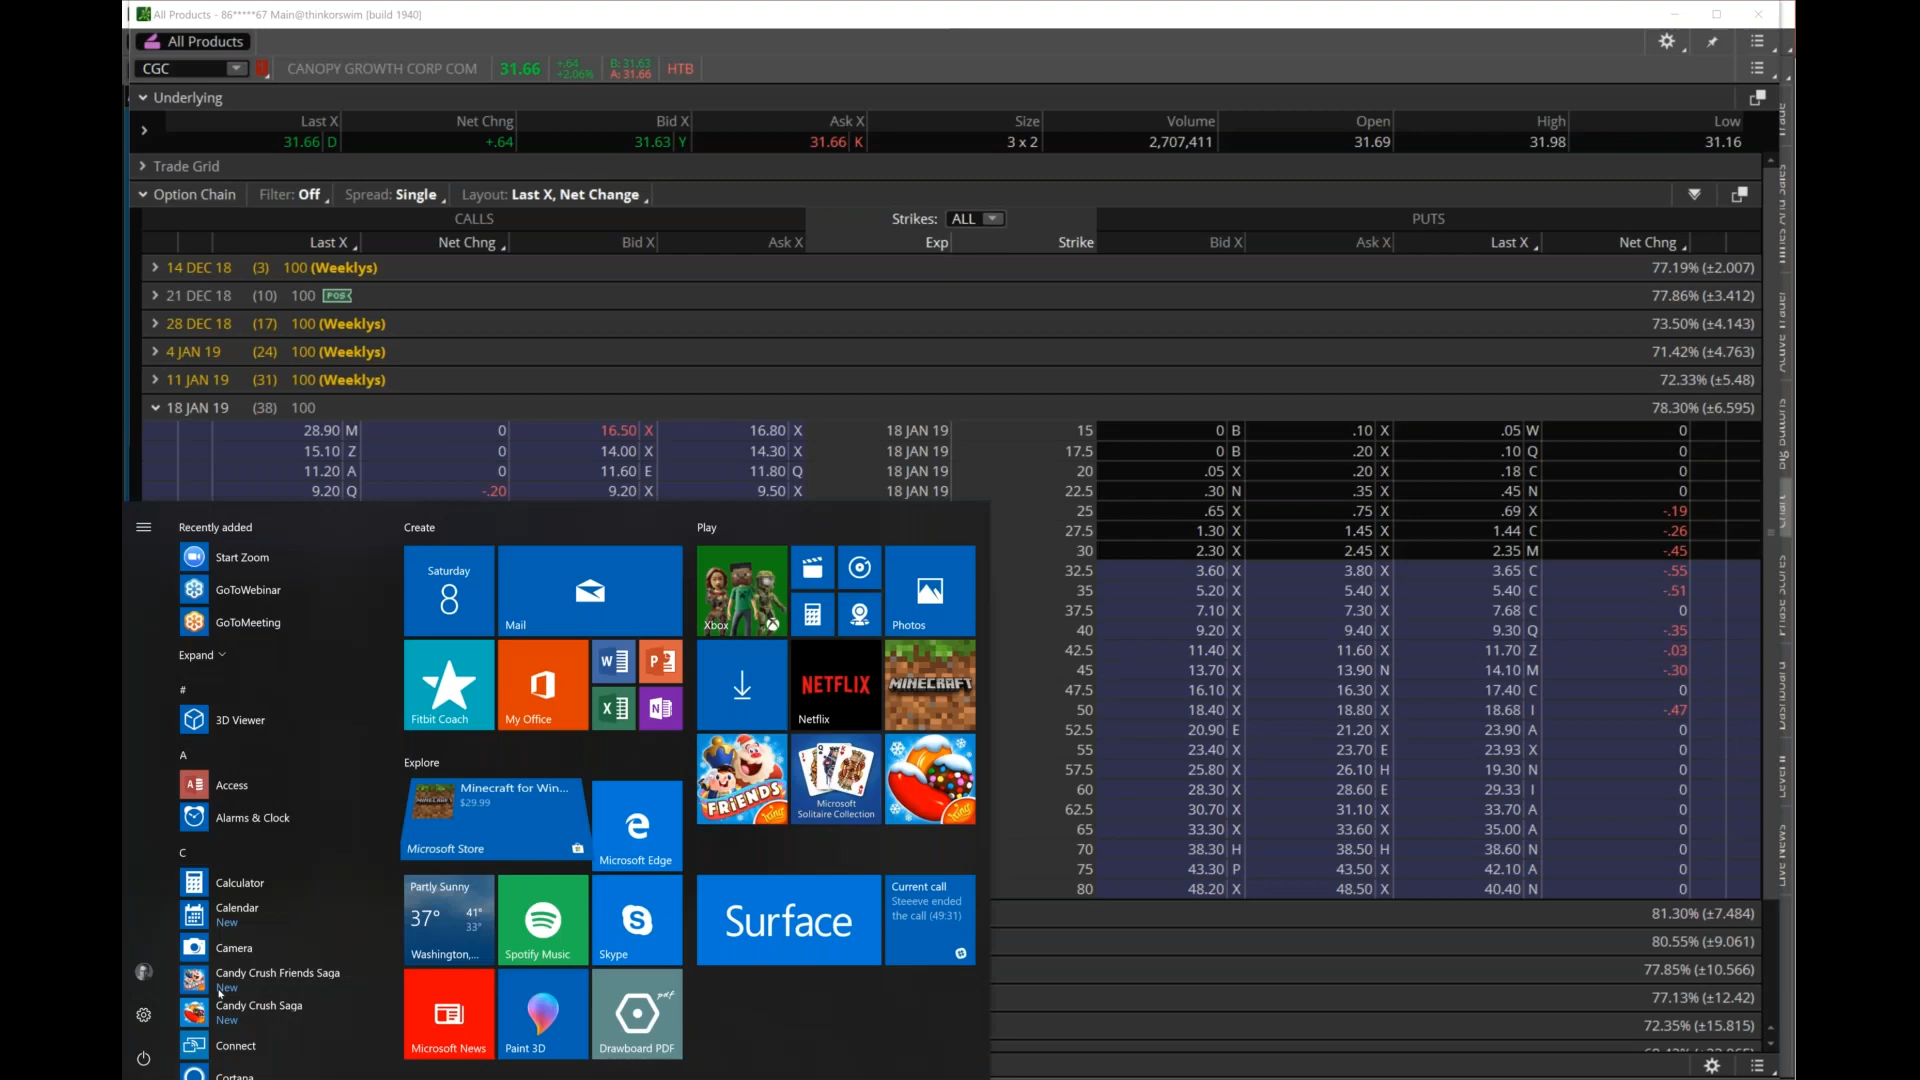 All Products - 86*****67 Main@thinkorswim [build 1940]
All Products
CGC CANOPY GROWTH CORP COM 31.66 +.64 +2.06% B: 31.63 A: 31.66 HTB
Underlying
Last X Net Chng Bid X Ask X Size Volume Open High Low
31.66 D +.64 31.63 Y 31.66 K 3 x 2 2,707,411 31.69 31.98 31.16
Trade Grid
Option Chain Filter: Off Spread: Single Layout: Last X, Net Change
CALLS Strikes: ALL PUTS
Last X Net Chng Bid X Ask X Exp Strike Bid X Ask X Last X Net Chng
14 DEC 18 (3) 100 (Weeklys) 77.19% (±2.007)
21 DEC 18 (10) 100 POS 77.86% (±3.412)
28 DEC 18 (17) 100 (Weeklys) 73.50% (±4.143)
4 JAN 19 (24) 100 (Weeklys) 71.42% (±4.763)
11 JAN 19 (31) 100 (Weeklys) 72.33% (±5.48)
18 JAN 19 (38) 100 78.30% (±6.595)
28.90 M 0 16.50 X 16.80 X 18 JAN 19 15 0 B .10 X .05 W 0
15.10 Z 0 14.00 X 14.30 X 18 JAN 19 17.5 0 B .20 X .10 Q 0
11.20 A 0 11.60 E 11.80 Q 18 JAN 19 20 .05 X .20 X .18 C 0
9.20 Q -.20 9.20 X 9.50 X 18 JAN 19 22.5 .30 N .35 X .45 N 0
25 .65 X .75 X .69 X -.19
27.5 1.30 X 1.45 X 1.44 C -.26
30 2.30 X 2.45 X 2.35 M -.45
32.5 3.60 X 3.80 X 3.65 C -.55
35 5.20 X 5.40 X 5.40 C -.51
37.5 7.10 X 7.30 X 7.68 C 0
40 9.20 X 9.40 X 9.30 Q -.35
42.5 11.40 X 11.60 X 11.70 Z -.03
45 13.70 X 13.90 N 14.10 M -.30
47.5 16.10 X 16.30 X 17.40 C 0
50 18.40 X 18.80 X 18.68 I -.47
52.5 20.90 E 21.20 X 23.90 A 0
55 23.40 X 23.70 E 23.93 X 0
57.5 25.80 X 26.10 H 19.30 N 0
60 28.30 X 28.60 E 29.33 I 0
62.5 30.70 X 31.10 X 33.70 A 0
65 33.30 X 33.60 X 35.00 A 0
70 38.30 H 38.50 H 38.60 N 0
75 43.30 P 43.50 X 42.10 A 0
80 48.20 X 48.50 X 40.40 N 0
81.30% (±7.484)
80.55% (±9.061)
77.85% (±10.566)
77.13% (±12.42)
72.35% (±15.815)
Recently added
Start Zoom
GoToWebinar
GoToMeeting
Expand
#
3D Viewer
A
Access
Alarms & Clock
C
Calculator
Calendar
New
Camera
Candy Crush Friends Saga
New
Candy Crush Saga
New
Connect
Cortana
Create
Saturday
8
Mail
Fitbit Coach
My Office
Explore
Minecraft for Win...
$29.99
Microsoft Store
Microsoft Edge
Partly Sunny
37° 41°
33°
Washington,...
Spotify Music
Skype
Microsoft News
Paint 3D
Drawboard PDF
Play
Xbox
Photos
NETFLIX
Netflix
MINECRAFT
FRIENDS
King
Microsoft
Solitaire Collection
King
Surface
Current call
Steeeve ended
the call (49:31)